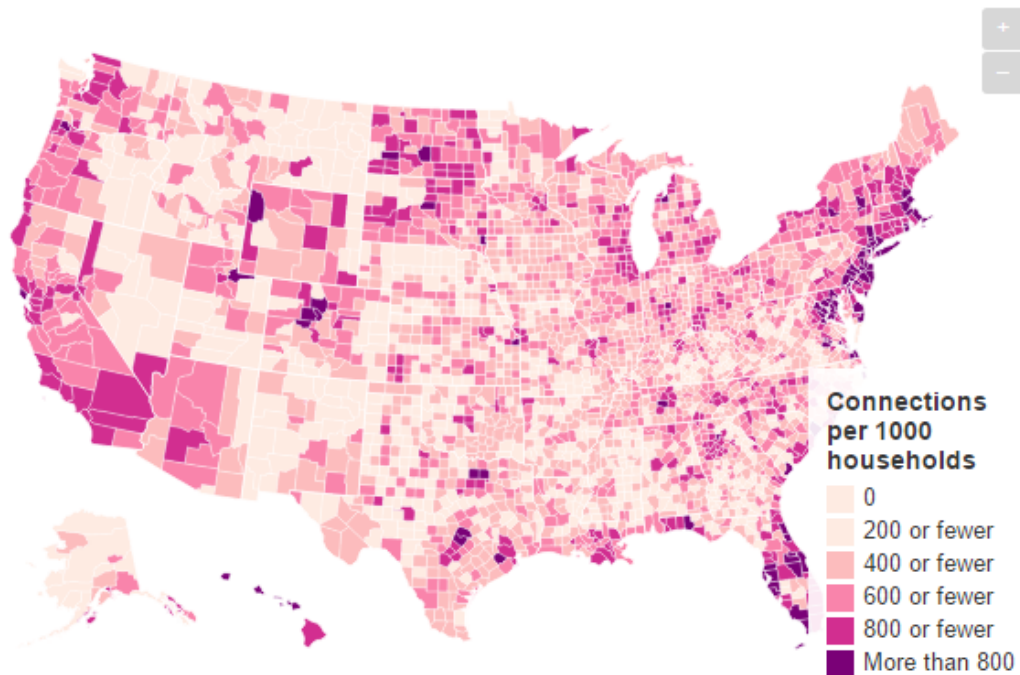 +
–
Connections
per 1000
households
0
200 or fewer
400 or fewer
600 or fewer
800 or fewer
More than 800